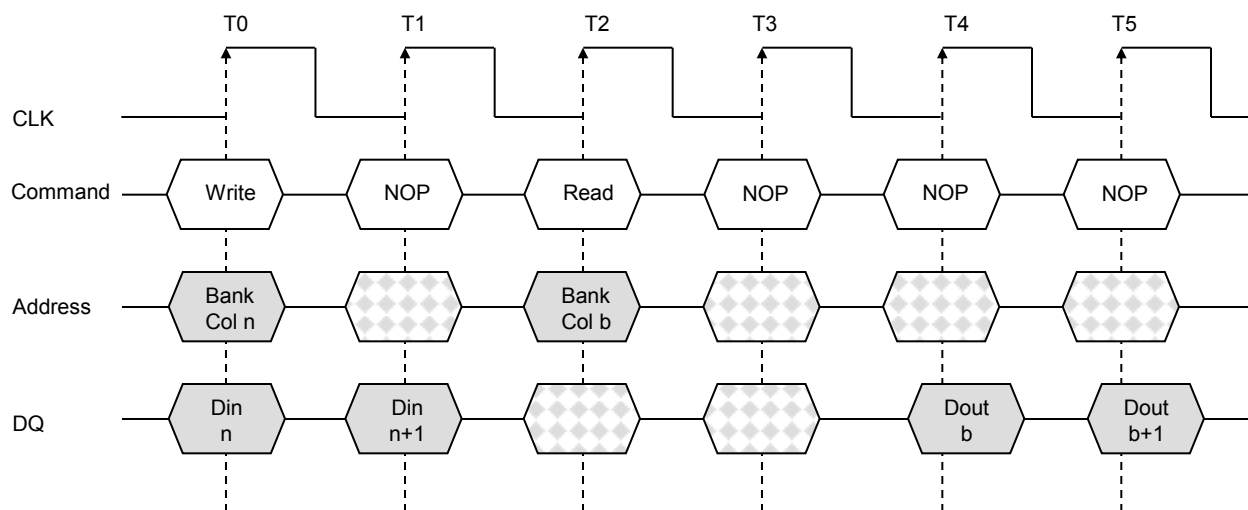 T0 T1 T2 T3 T4 T5
CLK
Command Write NOP Read NOP NOP NOP
Address
Bank
Col n
Bank
Col b
DQ
Din
n
Din
n+1
Dout
b
Dout
b+1